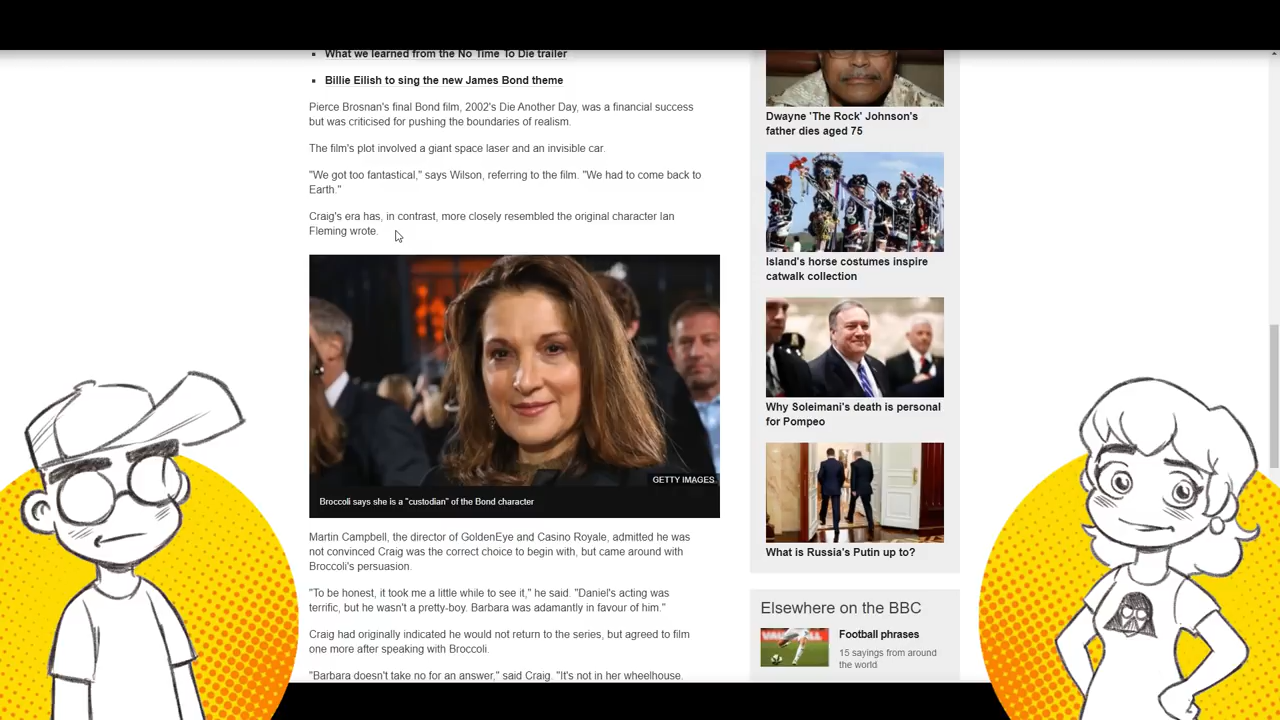 What we learned from the No Time To Die trailer
Billie Eilish to sing the new James Bond theme
Pierce Brosnan's final Bond film, 2002's Die Another Day, was a financial success
but was criticised for pushing the boundaries of realism.
The film's plot involved a giant space laser and an invisible car.
"We got too fantastical," says Wilson, referring to the film. "We had to come back to
Earth."
Craig's era has, in contrast, more closely resembled the original character Ian
Fleming wrote.
GETTY IMAGES
Broccoli says she is a "custodian" of the Bond character
Martin Campbell, the director of GoldenEye and Casino Royale, admitted he was
not convinced Craig was the correct choice to begin with, but came around with
Broccoli's persuasion.
"To be honest, it took me a little while to see it," he said. "Daniel's acting was
terrific, but he wasn't a pretty-boy. Barbara was adamantly in favour of him."
Craig had originally indicated he would not return to the series, but agreed to film
one more after speaking with Broccoli.
"Barbara doesn't take no for an answer," said Craig. "It's not in her wheelhouse.
Dwayne 'The Rock' Johnson's
father dies aged 75
Island's horse costumes inspire
catwalk collection
Why Soleimani's death is personal
for Pompeo
What is Russia's Putin up to?
Elsewhere on the BBC
VAUXHALL
Football phrases
15 sayings from around
the world